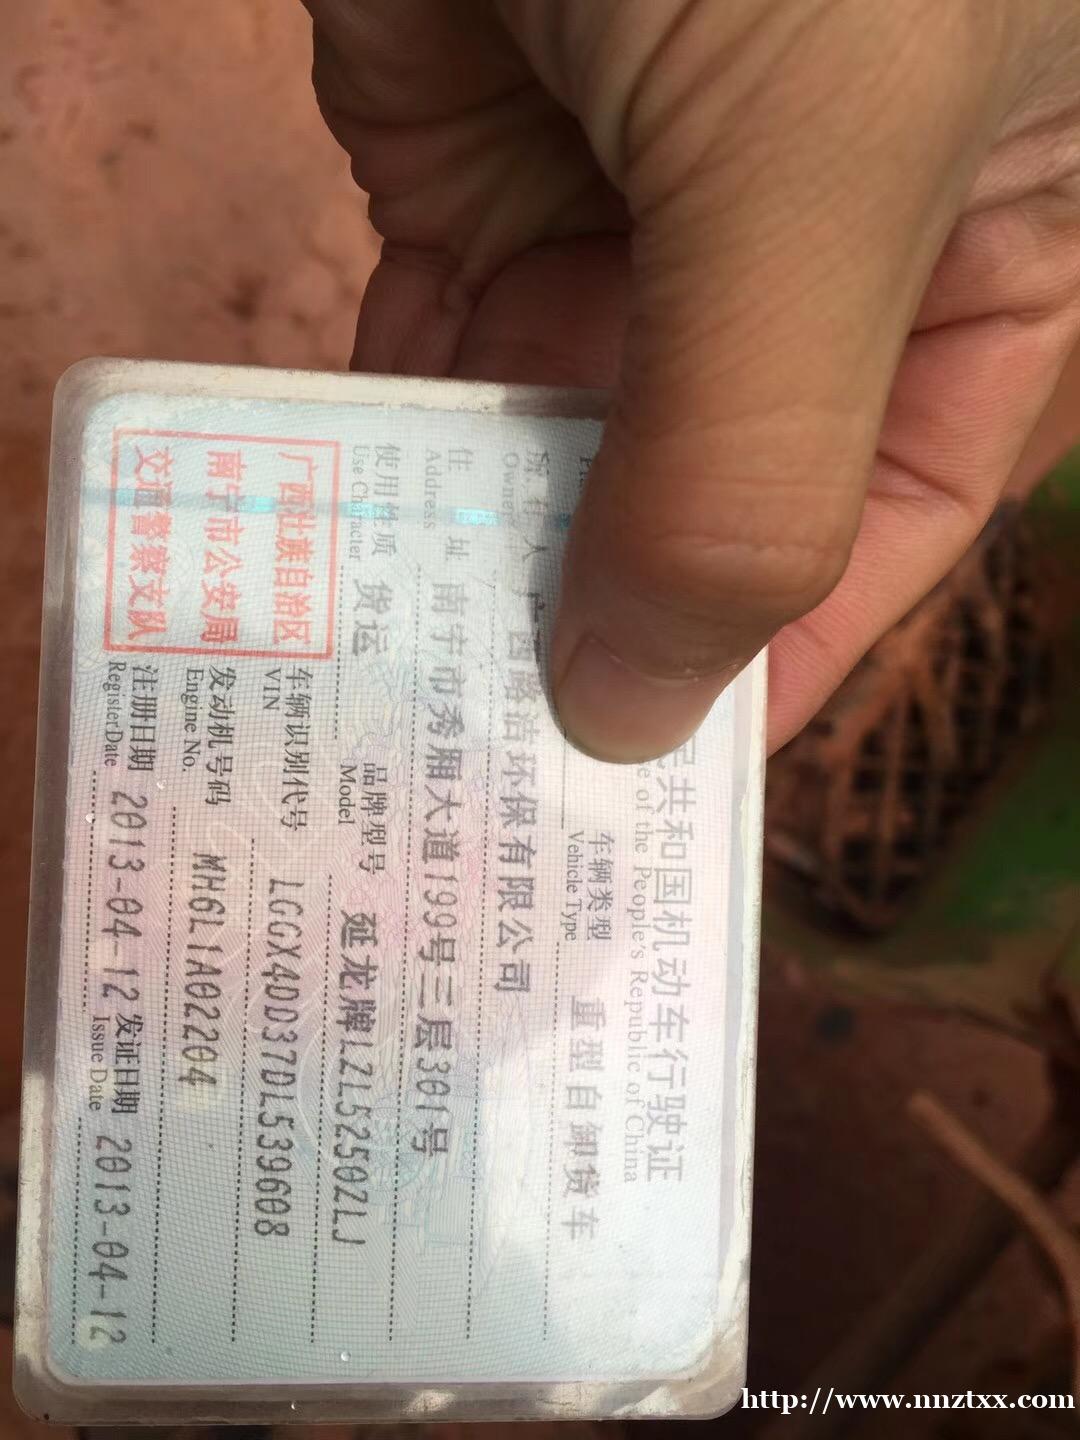 民共和国机动车行驶证
e of the People's Republic of China
车辆类型 重型自卸货车
Vehicle Type
所有人 广西路洁环保有限公司
Owner
住址 南宁市秀厢大道199号三层301号
Address
使用性质 货运 品牌型号 延龙牌LZL5250ZLJ
Use Character Model
广西壮族自治区
南宁市公安局
交通警察支队
车辆识别代号 LGGX4DD37DL539608
VIN
发动机号码 MH6L1A02204
Engine No.
注册日期 2013-04-12 发证日期 2013-04-12
Register Date Issue Date
http://www.nnztxx.com